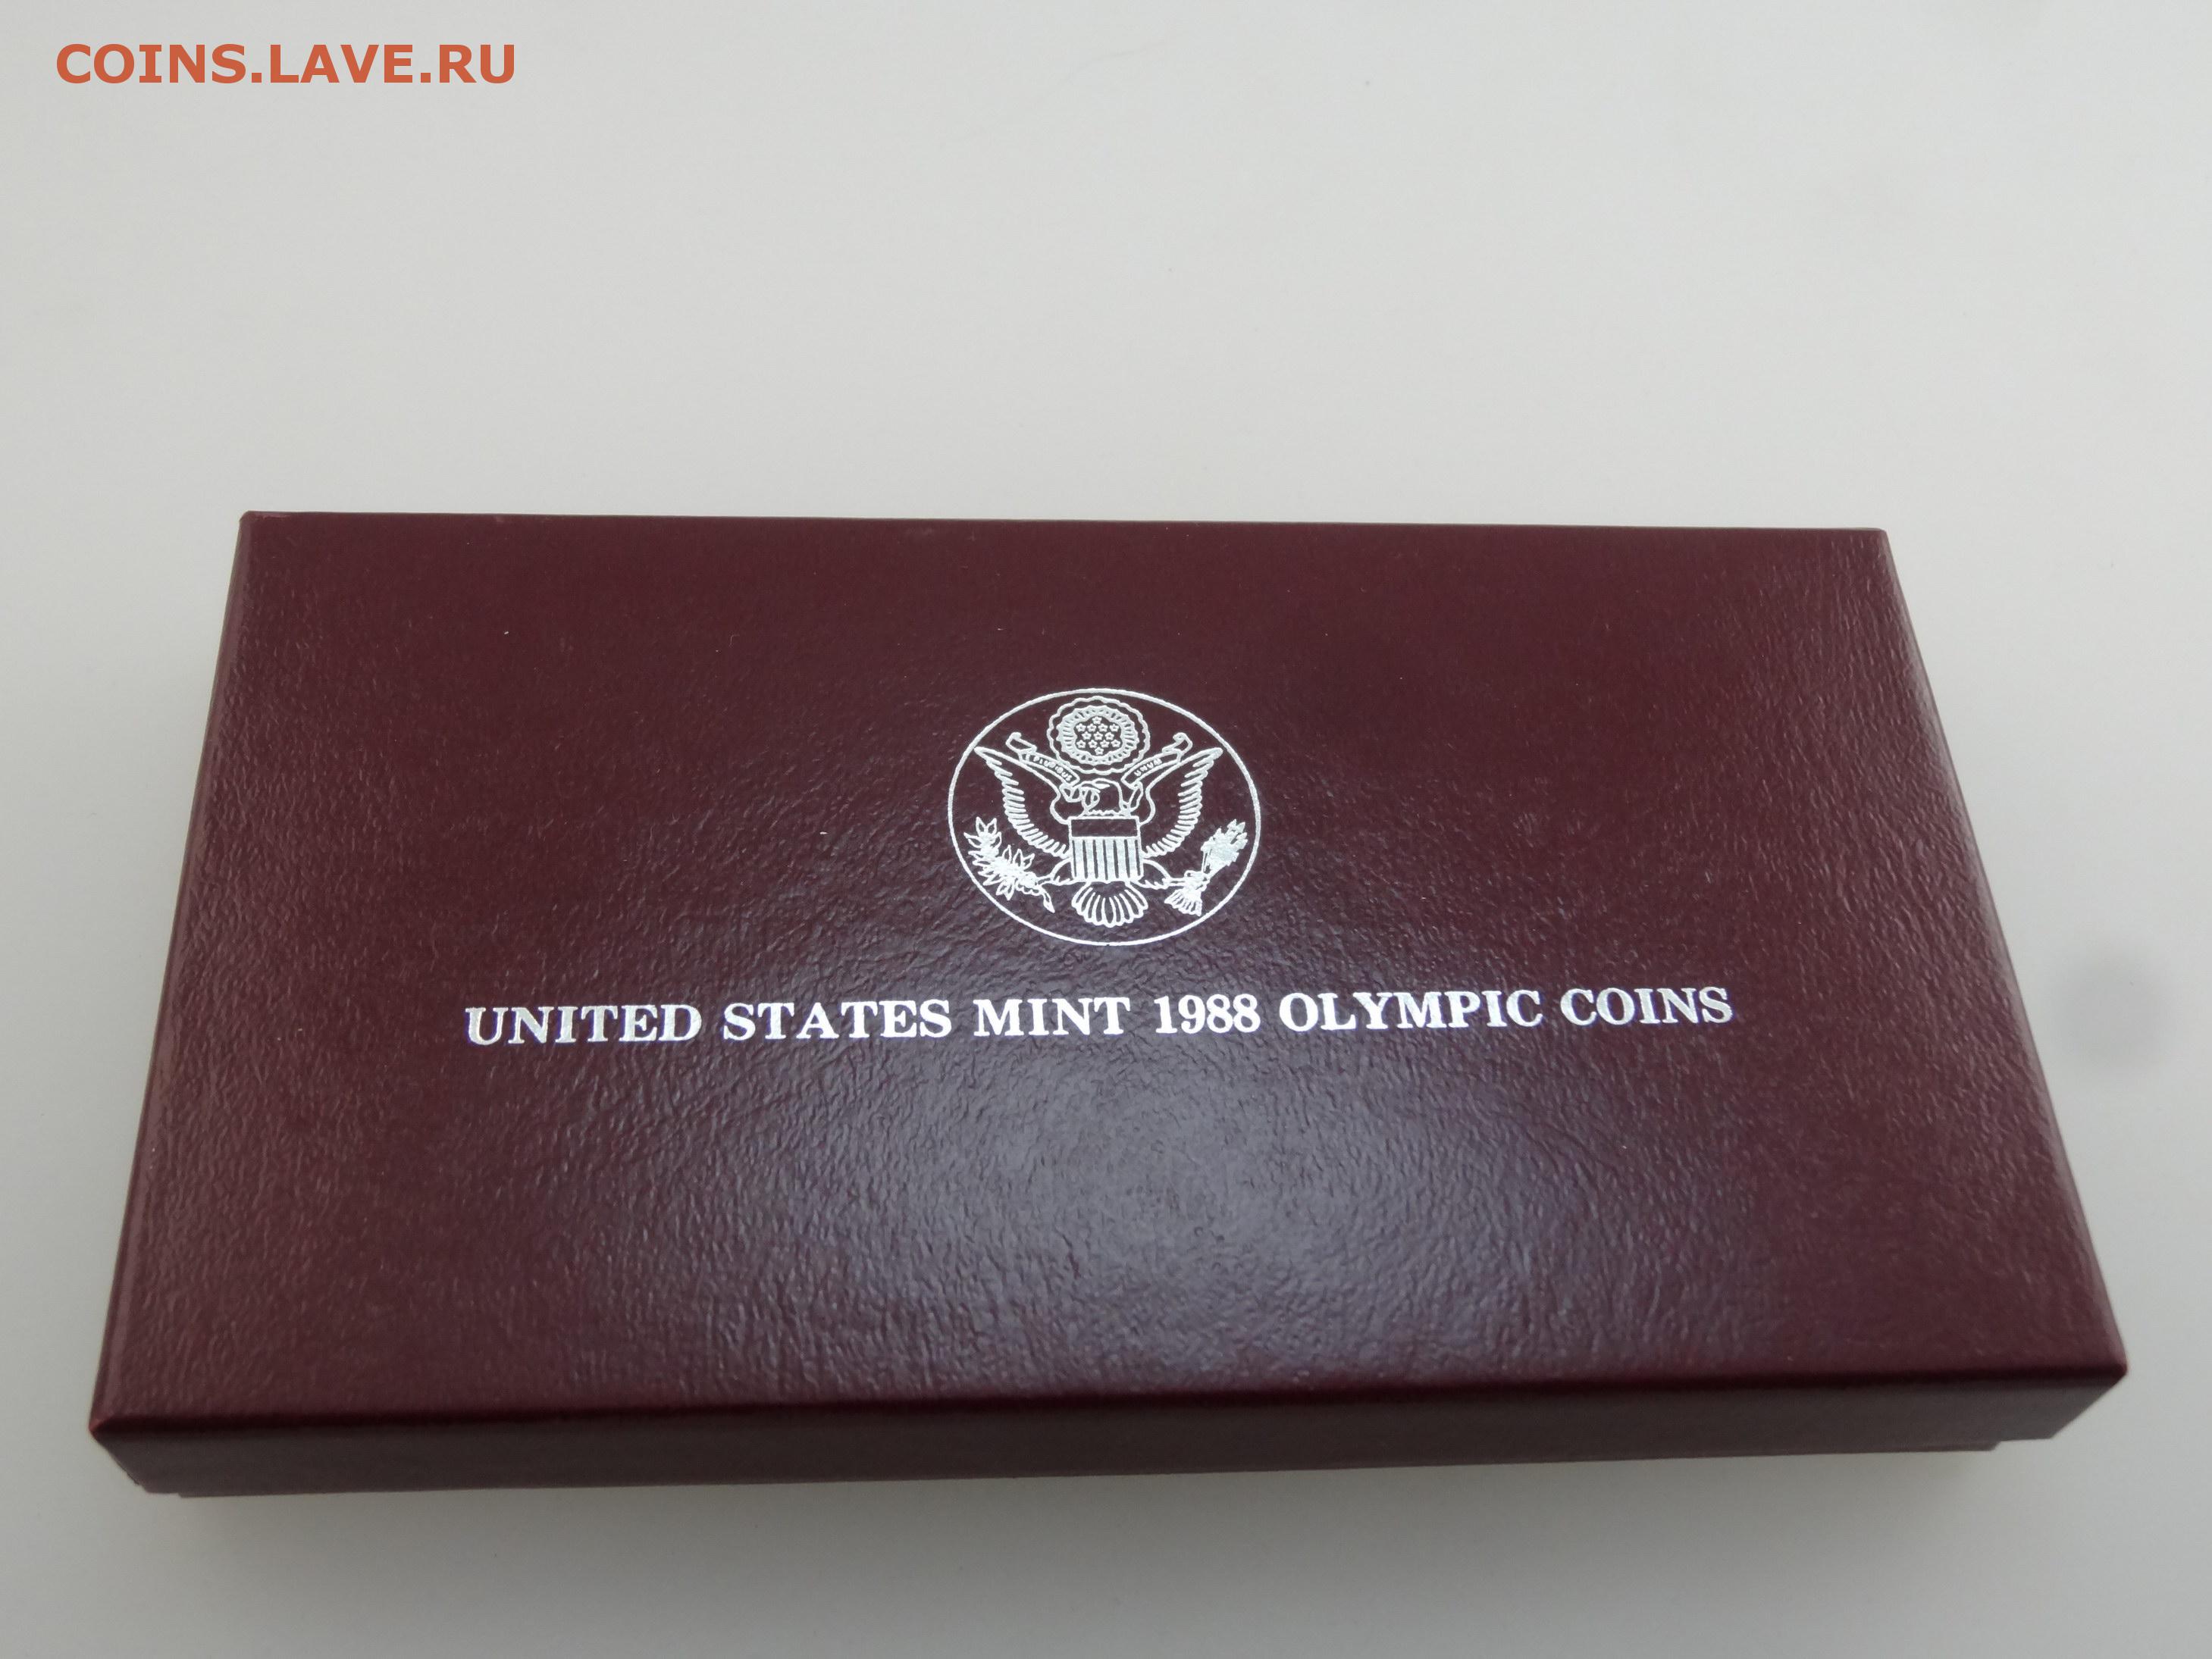 COINS.LAVE.RU
UNITED STATES MINT 1988 OLYMPIC COINS